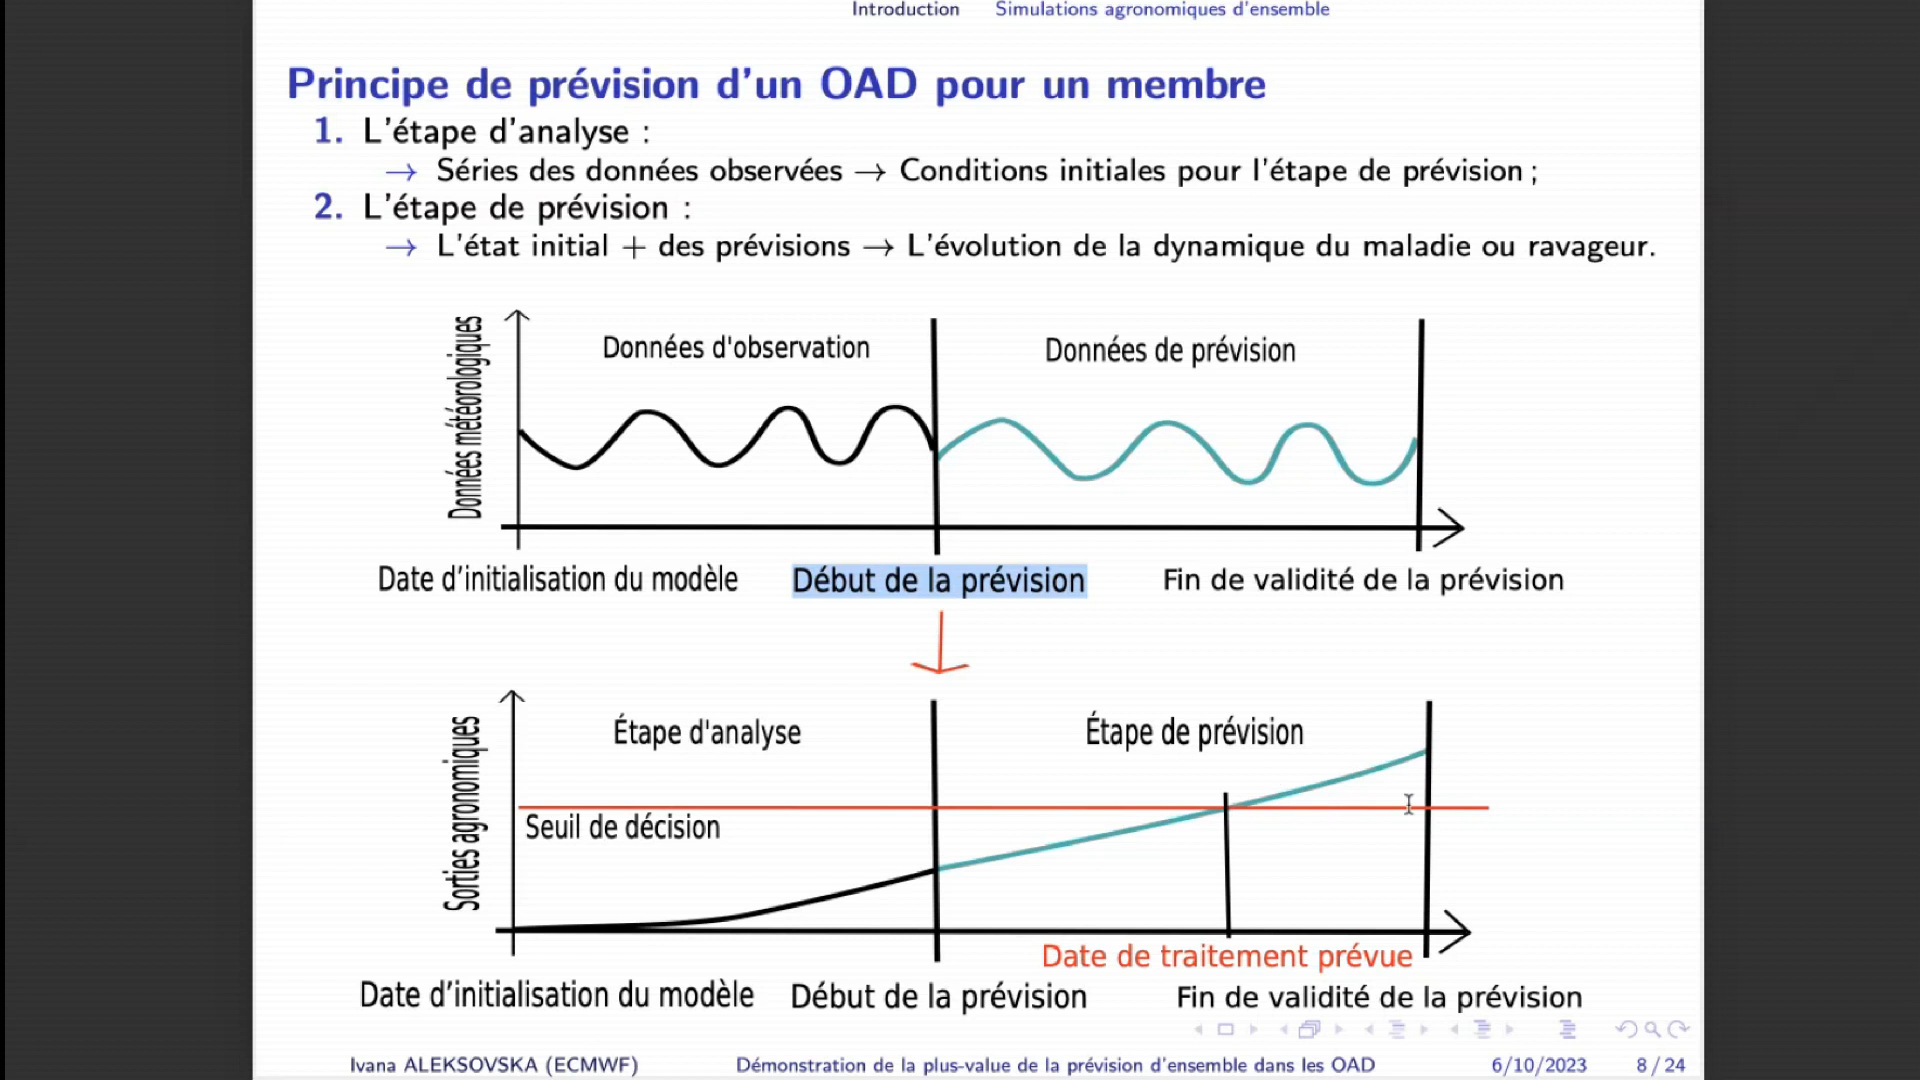 Introduction Simulations agronomiques d'ensemble
Principe de prévision d'un OAD pour un membre
1. L'étape d'analyse :
→ Séries des données observées → Conditions initiales pour l'étape de prévision ;
2. L'étape de prévision :
→ L'état initial + des prévisions → L'évolution de la dynamique du maladie ou ravageur.
Données météorologiques
Données d'observation
Données de prévision
Date d'initialisation du modèle
Début de la prévision
Fin de validité de la prévision
Sorties agronomiques
Étape d'analyse
Étape de prévision
Seuil de décision
Date de traitement prévue
Date d'initialisation du modèle
Début de la prévision
Fin de validité de la prévision
Ivana ALEKSOVSKA (ECMWF) Démonstration de la plus-value de la prévision d'ensemble dans les OAD 6/10/2023 8 / 24